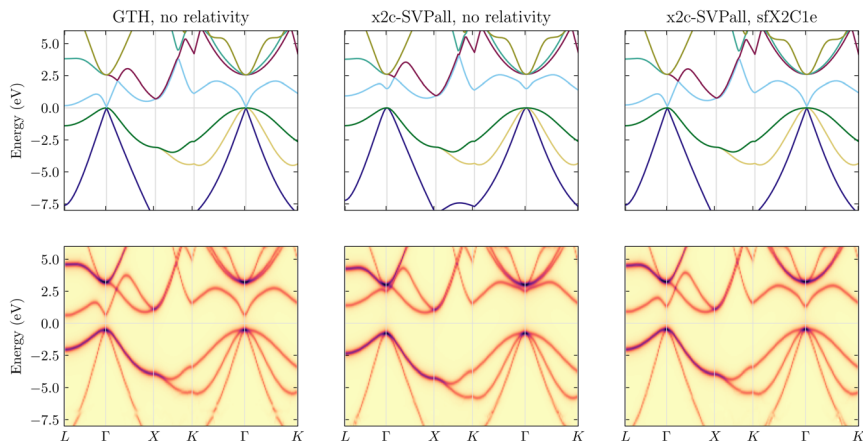 GTH, no relativity
x2c-SVPall, no relativity
x2c-SVPall, sfX2C1e
Energy (eV)
5.0
2.5
0.0
−2.5
−5.0
−7.5
Energy (eV)
5.0
2.5
0.0
−2.5
−5.0
−7.5
L Γ X K Γ K
L Γ X K Γ K
L Γ X K Γ K